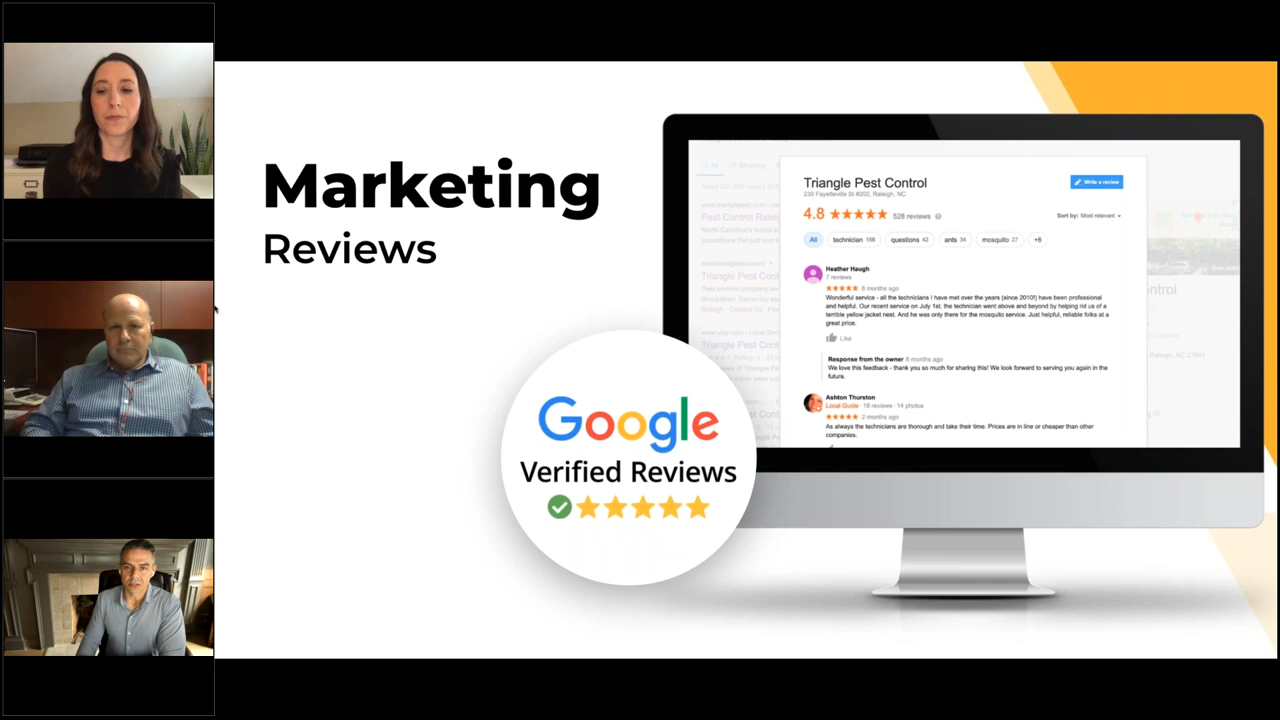 Marketing
Reviews
Google
Verified Reviews
Triangle Pest Control
230 Fayetteville St #202, Raleigh, NC
Write a review
4.8
528 reviews
Sort by: Most relevant
All
technician 158
questions 42
ants 34
mosquito 27
+6
Heather Haugh
7 reviews
8 months ago
Wonderful service - all the technicians I have met over the years (since 2010!) have been professional
and helpful. Our recent service on July 1st, the technician went above and beyond by helping rid us of a
terrible yellow jacket nest. And he was only there for the mosquito service. Just helpful, reliable folks at a
great price.
Like
Response from the owner 8 months ago
We love this feedback - thank you so much for sharing this! We look forward to serving you again in the
future.
Ashton Thurston
Local Guide · 18 reviews · 14 photos
2 months ago
As always the technicians are thorough and take their time. Prices are in line or cheaper than other
companies.